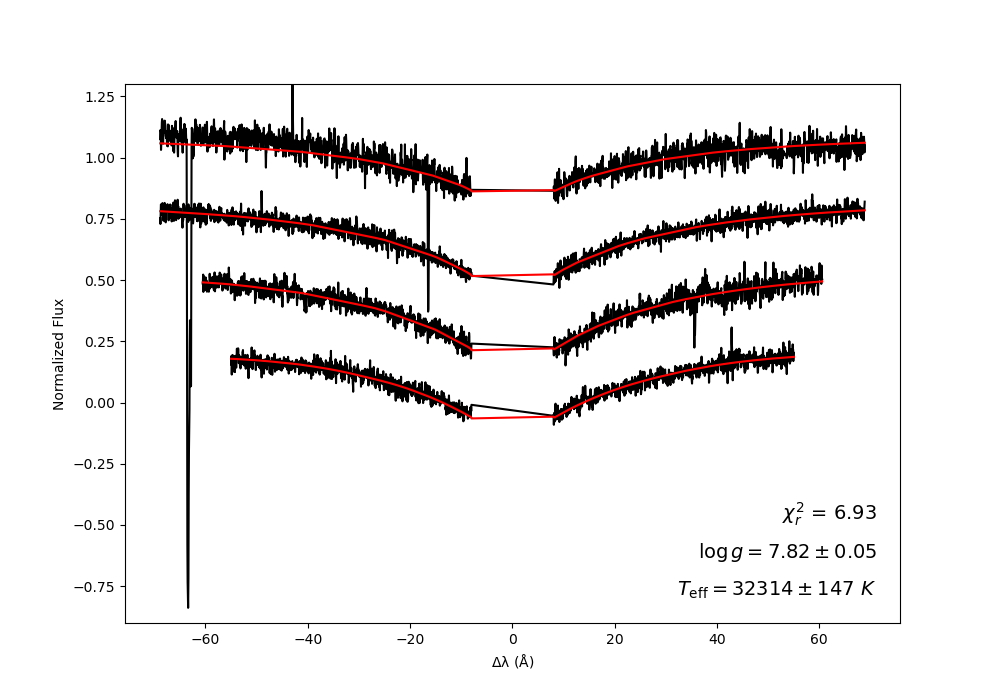 1.25
1.00
0.75
0.50
0.25
0.00
−0.25
−0.50
−0.75
Normalized Flux
χ²ᵣ = 6.93
log g = 7.82 ± 0.05
T_eff = 32314 ± 147 K
−60 −40 −20 0 20 40 60
Δλ (Å)